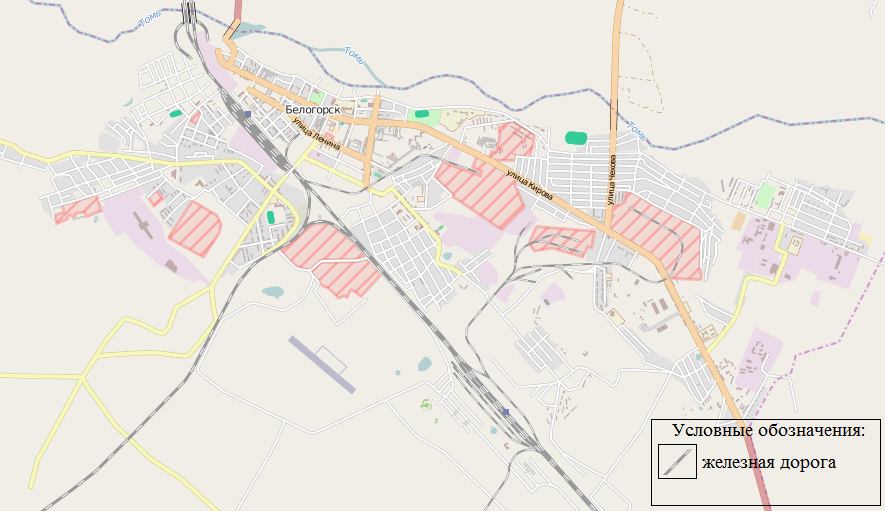 Томь
Томь
Белогорск
улица Ленина
Томь
улица Кирова
улица Чехова
Условные обозначения:
железная дорога